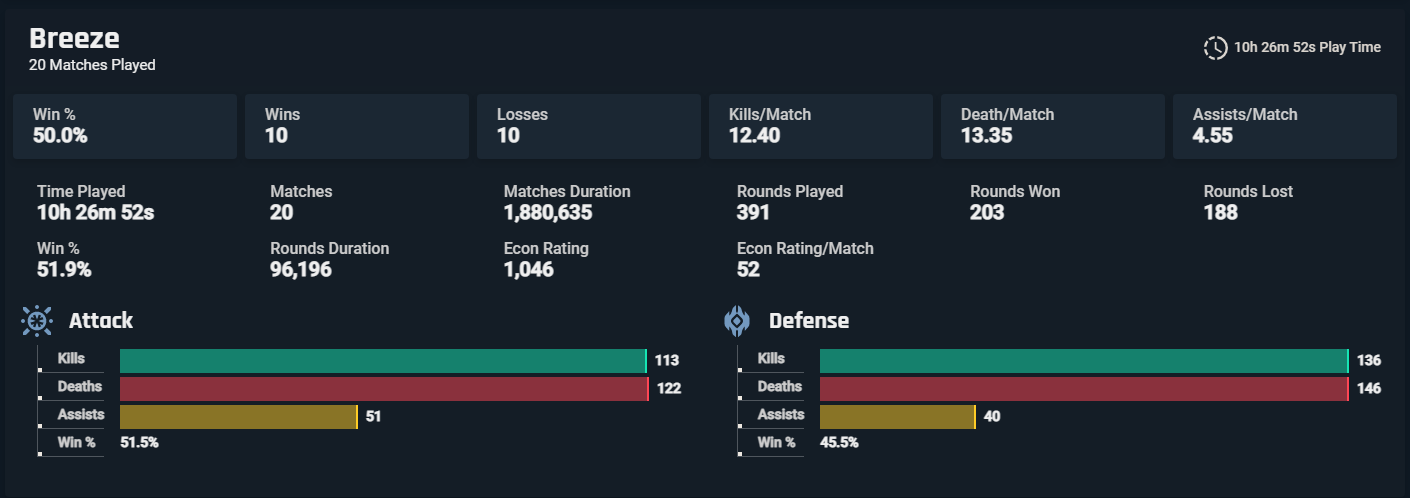 Breeze
20 Matches Played
10h 26m 52s Play Time
Win % Wins Losses Kills/Match Death/Match Assists/Match
50.0% 10 10 12.40 13.35 4.55
Time Played Matches Matches Duration Rounds Played Rounds Won Rounds Lost
10h 26m 52s 20 1,880,635 391 203 188
Win % Rounds Duration Econ Rating Econ Rating/Match
51.9% 96,196 1,046 52
Attack
Kills 113
Deaths 122
Assists 51
Win % 51.5%
Defense
Kills 136
Deaths 146
Assists 40
Win % 45.5%